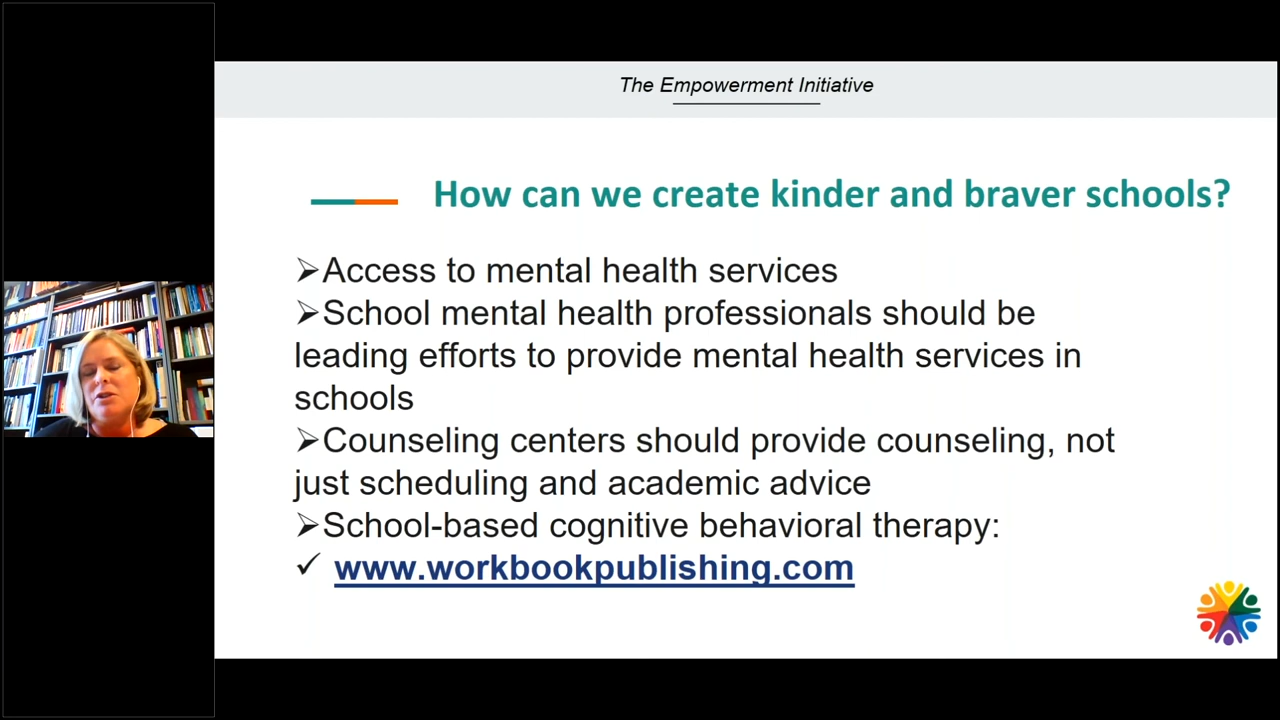 The Empowerment Initiative
How can we create kinder and braver schools?
➢Access to mental health services
➢School mental health professionals should be
leading efforts to provide mental health services in
schools
➢Counseling centers should provide counseling, not
just scheduling and academic advice
➢School-based cognitive behavioral therapy:
✓ www.workbookpublishing.com